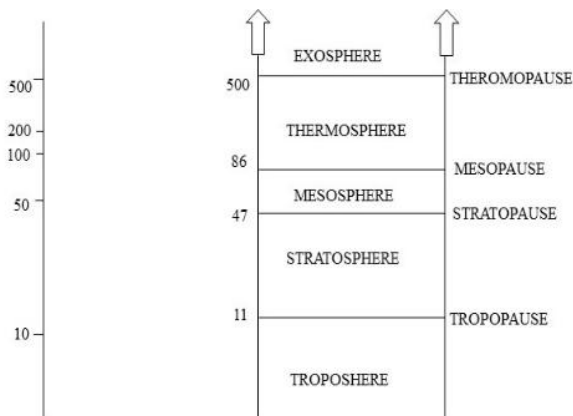 EXOSPHERE
500
500
THEROMOPAUSE
THERMOSPHERE
200
100
86
MESOPAUSE
MESOSPHERE
50
47
STRATOPAUSE
STRATOSPHERE
11
TROPOPAUSE
10
TROPOSHERE